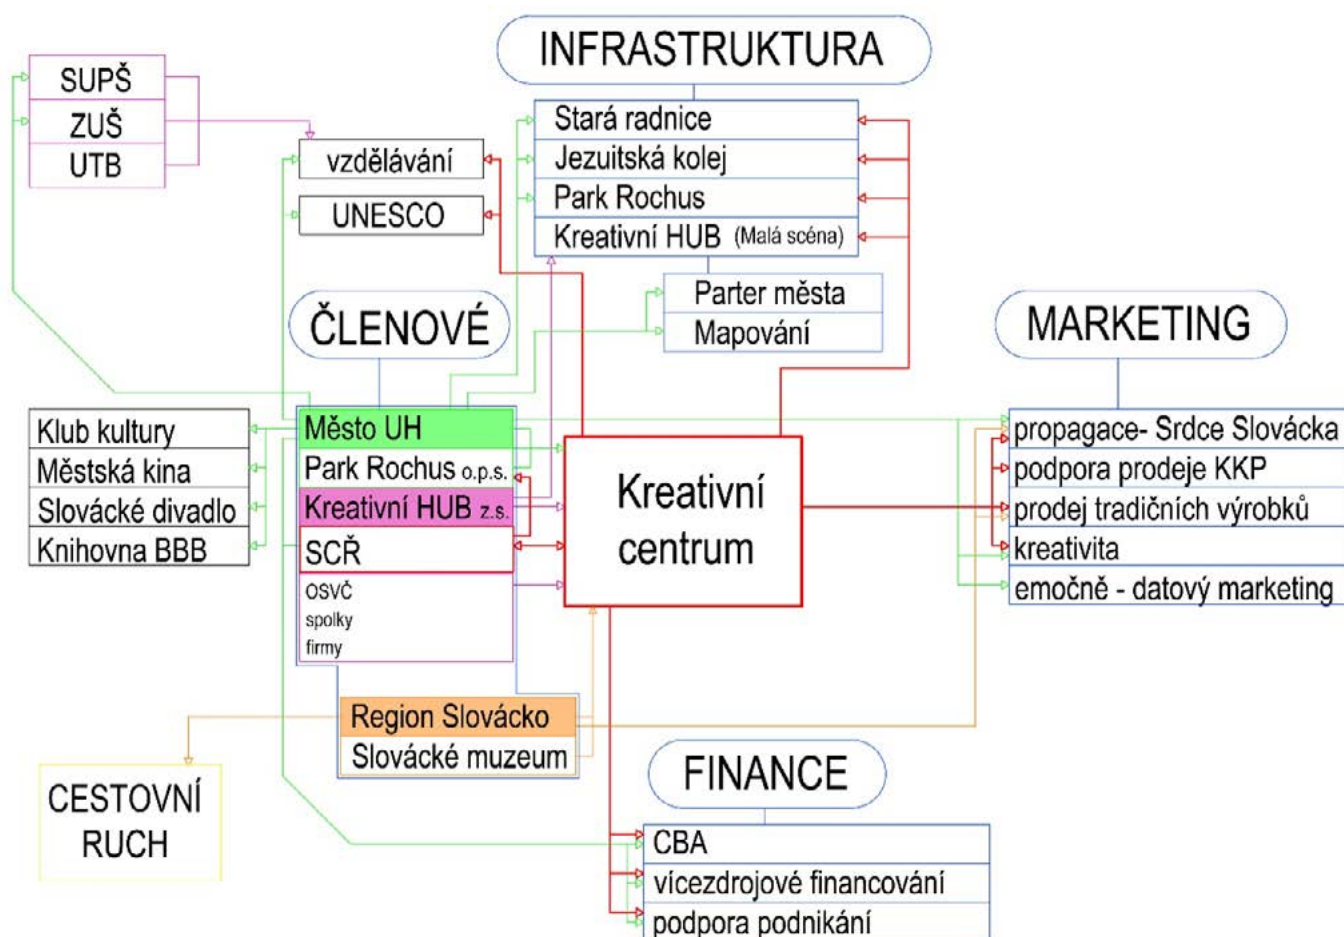 INFRASTRUKTURA
SUPŠ
ZUŠ
UTB
vzdělávání
UNESCO
Stará radnice
Jezuitská kolej
Park Rochus
Kreativní HUB (Malá scéna)
Parter města
Mapování
ČLENOVÉ
MARKETING
Klub kultury
Městská kina
Slovácké divadlo
Knihovna BBB
Město UH
Park Rochus o.p.s.
Kreativní HUB z.s.
SCŘ
OSVČ
spolky
firmy
Kreativní
centrum
propagace- Srdce Slovácka
podpora prodeje KKP
prodej tradičních výrobků
kreativita
emočně - datový marketing
Region Slovácko
Slovácké muzeum
CESTOVNÍ
RUCH
FINANCE
CBA
vícezdrojové financování
podpora podnikání